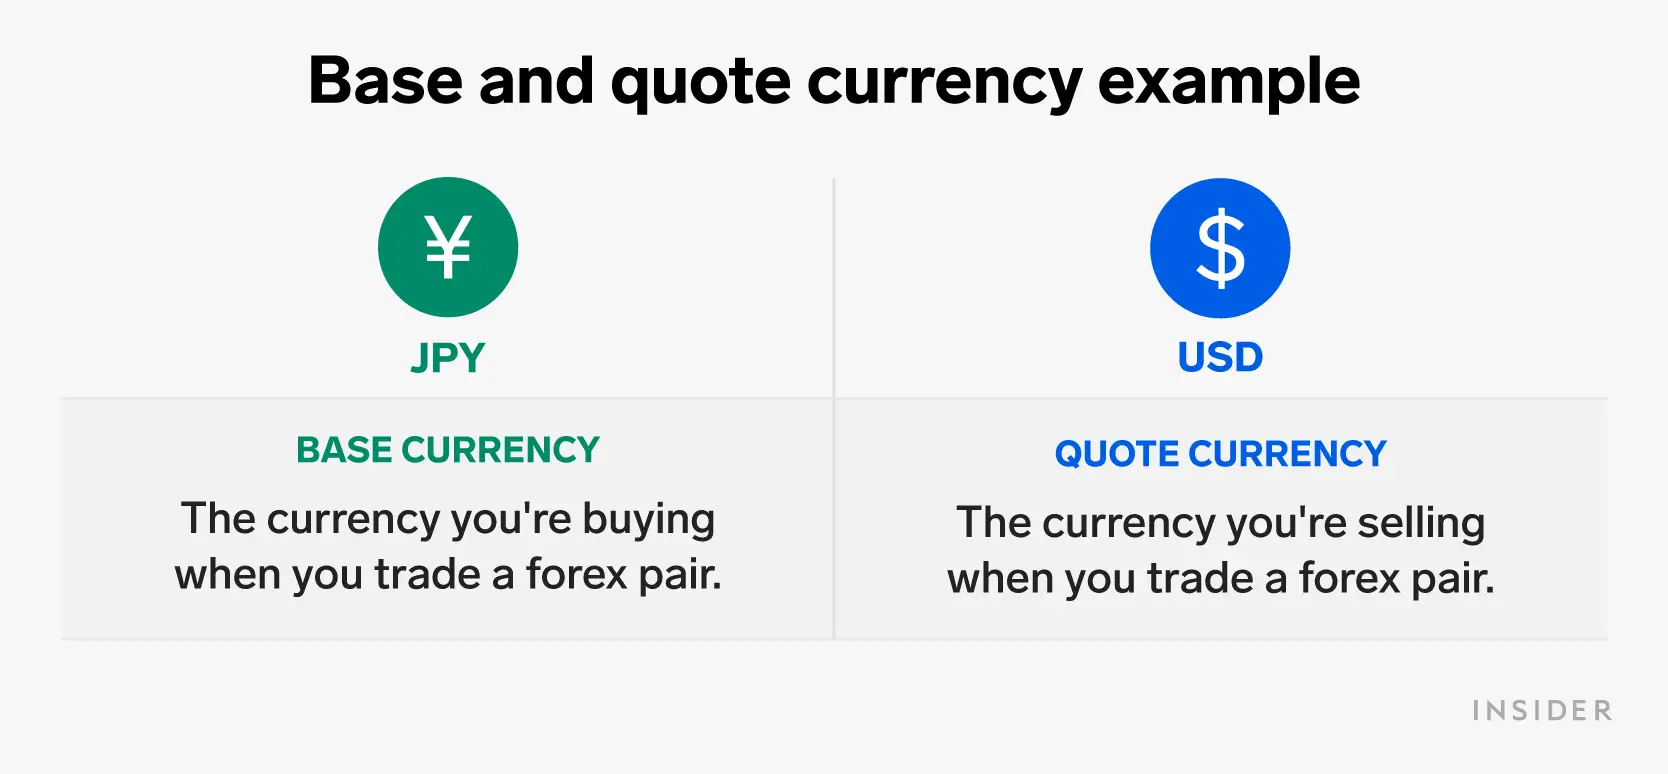 Base and quote currency example
¥
$
JPY
USD
BASE CURRENCY
The currency you're buying
when you trade a forex pair.
QUOTE CURRENCY
The currency you're selling
when you trade a forex pair.
INSIDER